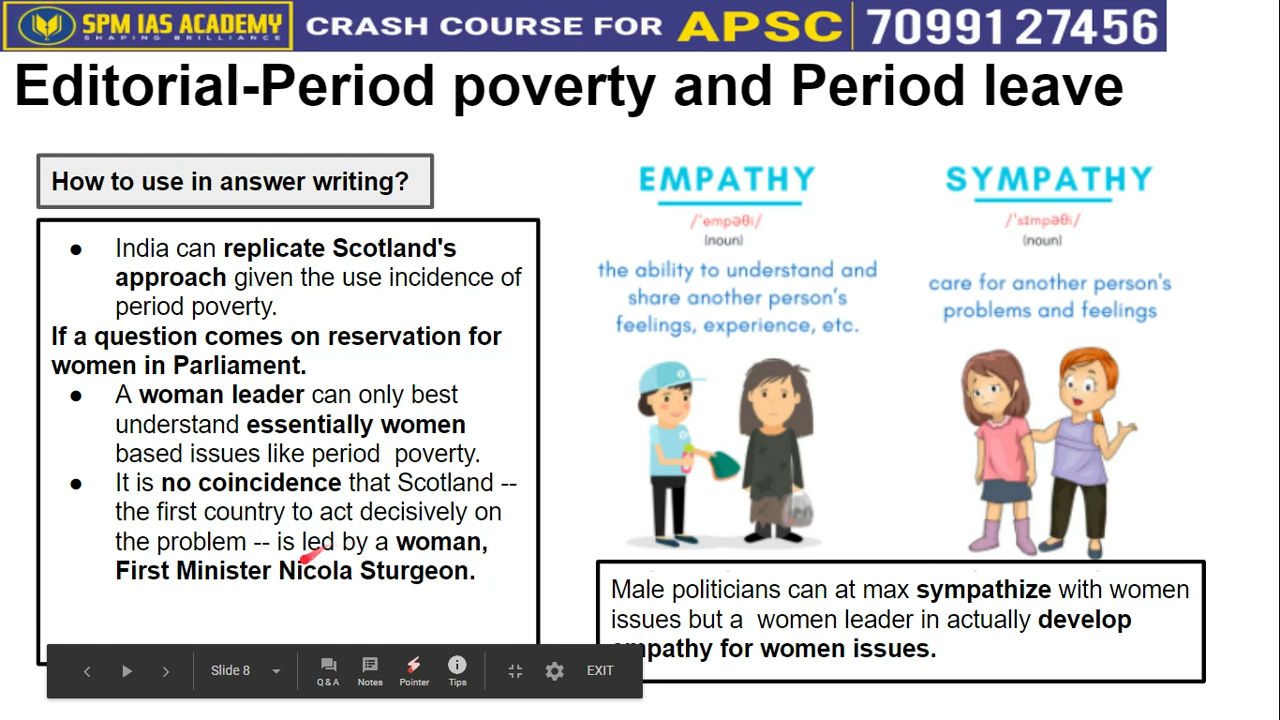 SPM IAS ACADEMY
SHAPING BRILLIANCE
CRASH COURSE FOR APSC 70991 27456
Editorial-Period poverty and Period leave
How to use in answer writing?
● India can replicate Scotland's
approach given the use incidence of
period poverty.
If a question comes on reservation for
women in Parliament.
● A woman leader can only best
understand essentially women
based issues like period poverty.
● It is no coincidence that Scotland --
the first country to act decisively on
the problem -- is led by a woman,
First Minister Nicola Sturgeon.
EMPATHY
/ˈempəθi/
(noun)
the ability to understand and
share another person's
feelings, experience, etc.
SYMPATHY
/ˈsɪmpəθi/
(noun)
care for another person's
problems and feelings
Male politicians can at max sympathize with women
issues but a women leader in actually develop
empathy for women issues.
Slide 8
Q & A
Notes
Pointer
Tips
EXIT